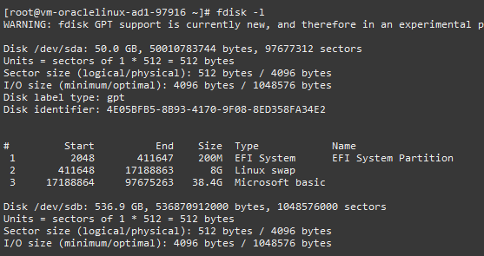 [root@vm-oraclelinux-ad1-97916 ~]# fdisk -l
WARNING: fdisk GPT support is currently new, and therefore in an experimental p
Disk /dev/sda: 50.0 GB, 50010783744 bytes, 97677312 sectors
Units = sectors of 1 * 512 = 512 bytes
Sector size (logical/physical): 512 bytes / 4096 bytes
I/O size (minimum/optimal): 4096 bytes / 1048576 bytes
Disk label type: gpt
Disk identifier: 4E05BFB5-8B93-4170-9F08-8ED358FA34E2
# Start End Size Type Name
1 2048 411647 200M EFI System EFI System Partition
2 411648 17188863 8G Linux swap
3 17188864 97675263 38.4G Microsoft basic
Disk /dev/sdb: 536.9 GB, 536870912000 bytes, 1048576000 sectors
Units = sectors of 1 * 512 = 512 bytes
Sector size (logical/physical): 512 bytes / 4096 bytes
I/O size (minimum/optimal): 4096 bytes / 1048576 bytes